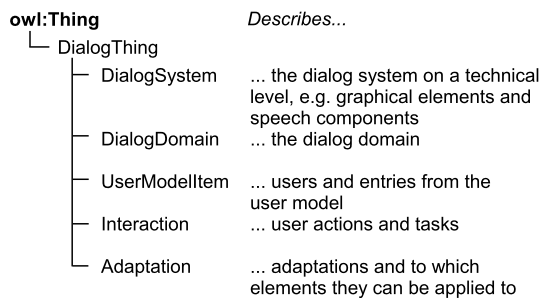 owl:Thing Describes...
DialogThing
DialogSystem ... the dialog system on a technical
level, e.g. graphical elements and
speech components
DialogDomain ... the dialog domain
UserModelItem ... users and entries from the
user model
Interaction ... user actions and tasks
Adaptation ... adaptations and to which
elements they can be applied to